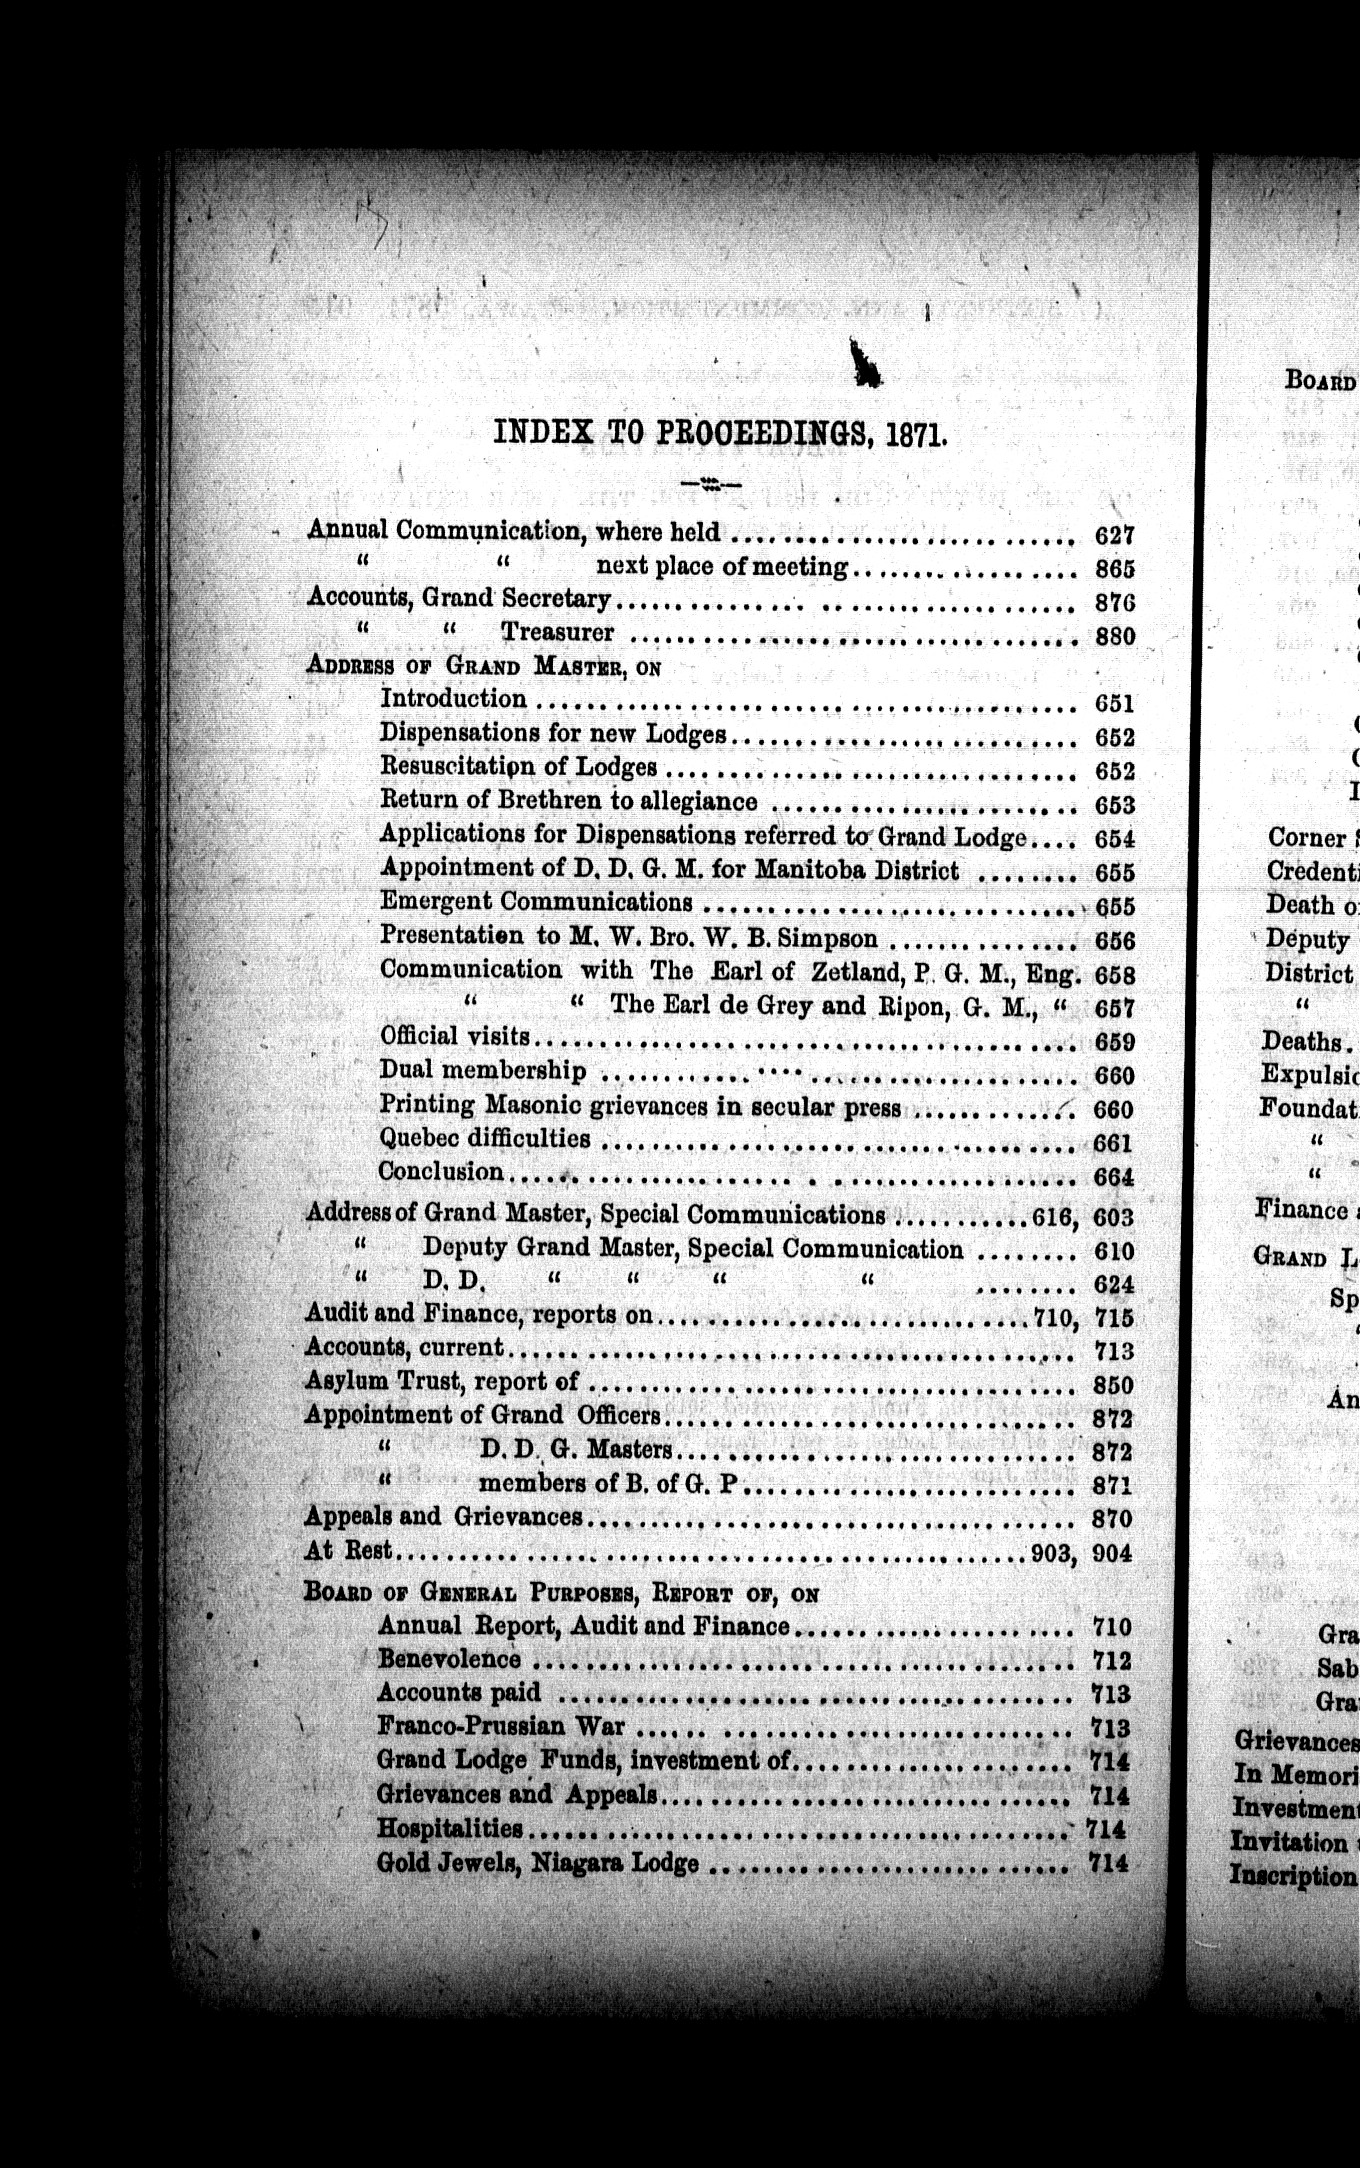 INDEX TO PROCEEDINGS, 1871.
Annual Communication, where held .................................. 627
“ “ next place of meeting........................ 865
Accounts, Grand Secretary............................................ 876
“ “ Treasurer ............................................ 880
ADDRESS OF GRAND MASTER, ON
Introduction .................................................... 651
Dispensations for new Lodges................................ 652
Resuscitation of Lodges ...................................... 652
Return of Brethren to allegiance ............................ 653
Applications for Dispensations referred to Grand Lodge.... 654
Appointment of D. D. G. M. for Manitoba District ........ 655
Emergent Communications .................................. 655
Presentation to M. W. Bro. W. B. Simpson ................ 656
Communication with The Earl of Zetland, P. G. M., Eng. 658
“ “ The Earl de Grey and Ripon, G. M., “ 657
Official visits.................................................. 659
Dual membership ............................................ 660
Printing Masonic grievances in secular press .............. 660
Quebec difficulties ............................................ 661
Conclusion...................................................... 664
Address of Grand Master, Special Communications ...........616, 603
“ Deputy Grand Master, Special Communication ........ 610
“ D. D. “ “ “ “ ........ 624
Audit and Finance, reports on..................................710, 715
Accounts, current................................................ 713
Asylum Trust, report of .......................................... 850
Appointment of Grand Officers.................................. 872
“ D. D. G. Masters.................................. 872
“ members of B. of G. P............................ 871
Appeals and Grievances.......................................... 870
At Rest........................................................903, 904
BOARD OF GENERAL PURPOSES, REPORT OF, ON
Annual Report, Audit and Finance.......................... 710
Benevolence .................................................. 712
Accounts paid ................................................ 713
Franco-Prussian War ........................................ 713
Grand Lodge Funds, investment of.......................... 714
Grievances and Appeals...................................... 714
Hospitalities.................................................. 714
Gold Jewels, Niagara Lodge .................................. 714
BOARD
Corner
Death
Deputy
District
“
Deaths.
“
“
Finance
GRAND
Grievances